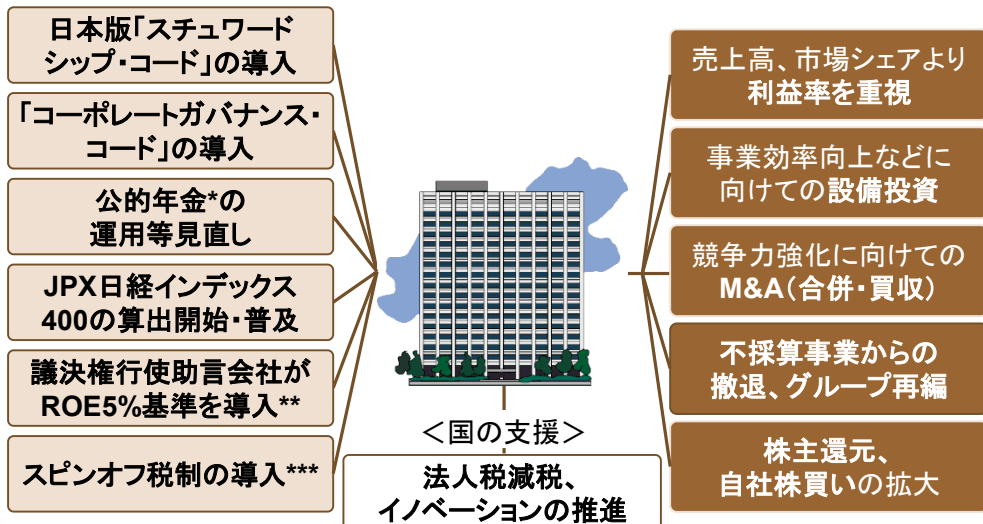 日本版「スチュワード
シップ・コード」の導入
「コーポレートガバナンス・
コード」の導入
公的年金*の
運用等見直し
JPX日経インデックス
400の算出開始・普及
議決権行使助言会社が
ROE5%基準を導入**
スピンオフ税制の導入***
＜国の支援＞
法人税減税、
イノベーションの推進
売上高、市場シェアより
利益率を重視
事業効率向上などに
向けての設備投資
競争力強化に向けての
M&A（合併・買収）
不採算事業からの
撤退、グループ再編
株主還元、
自社株買いの拡大